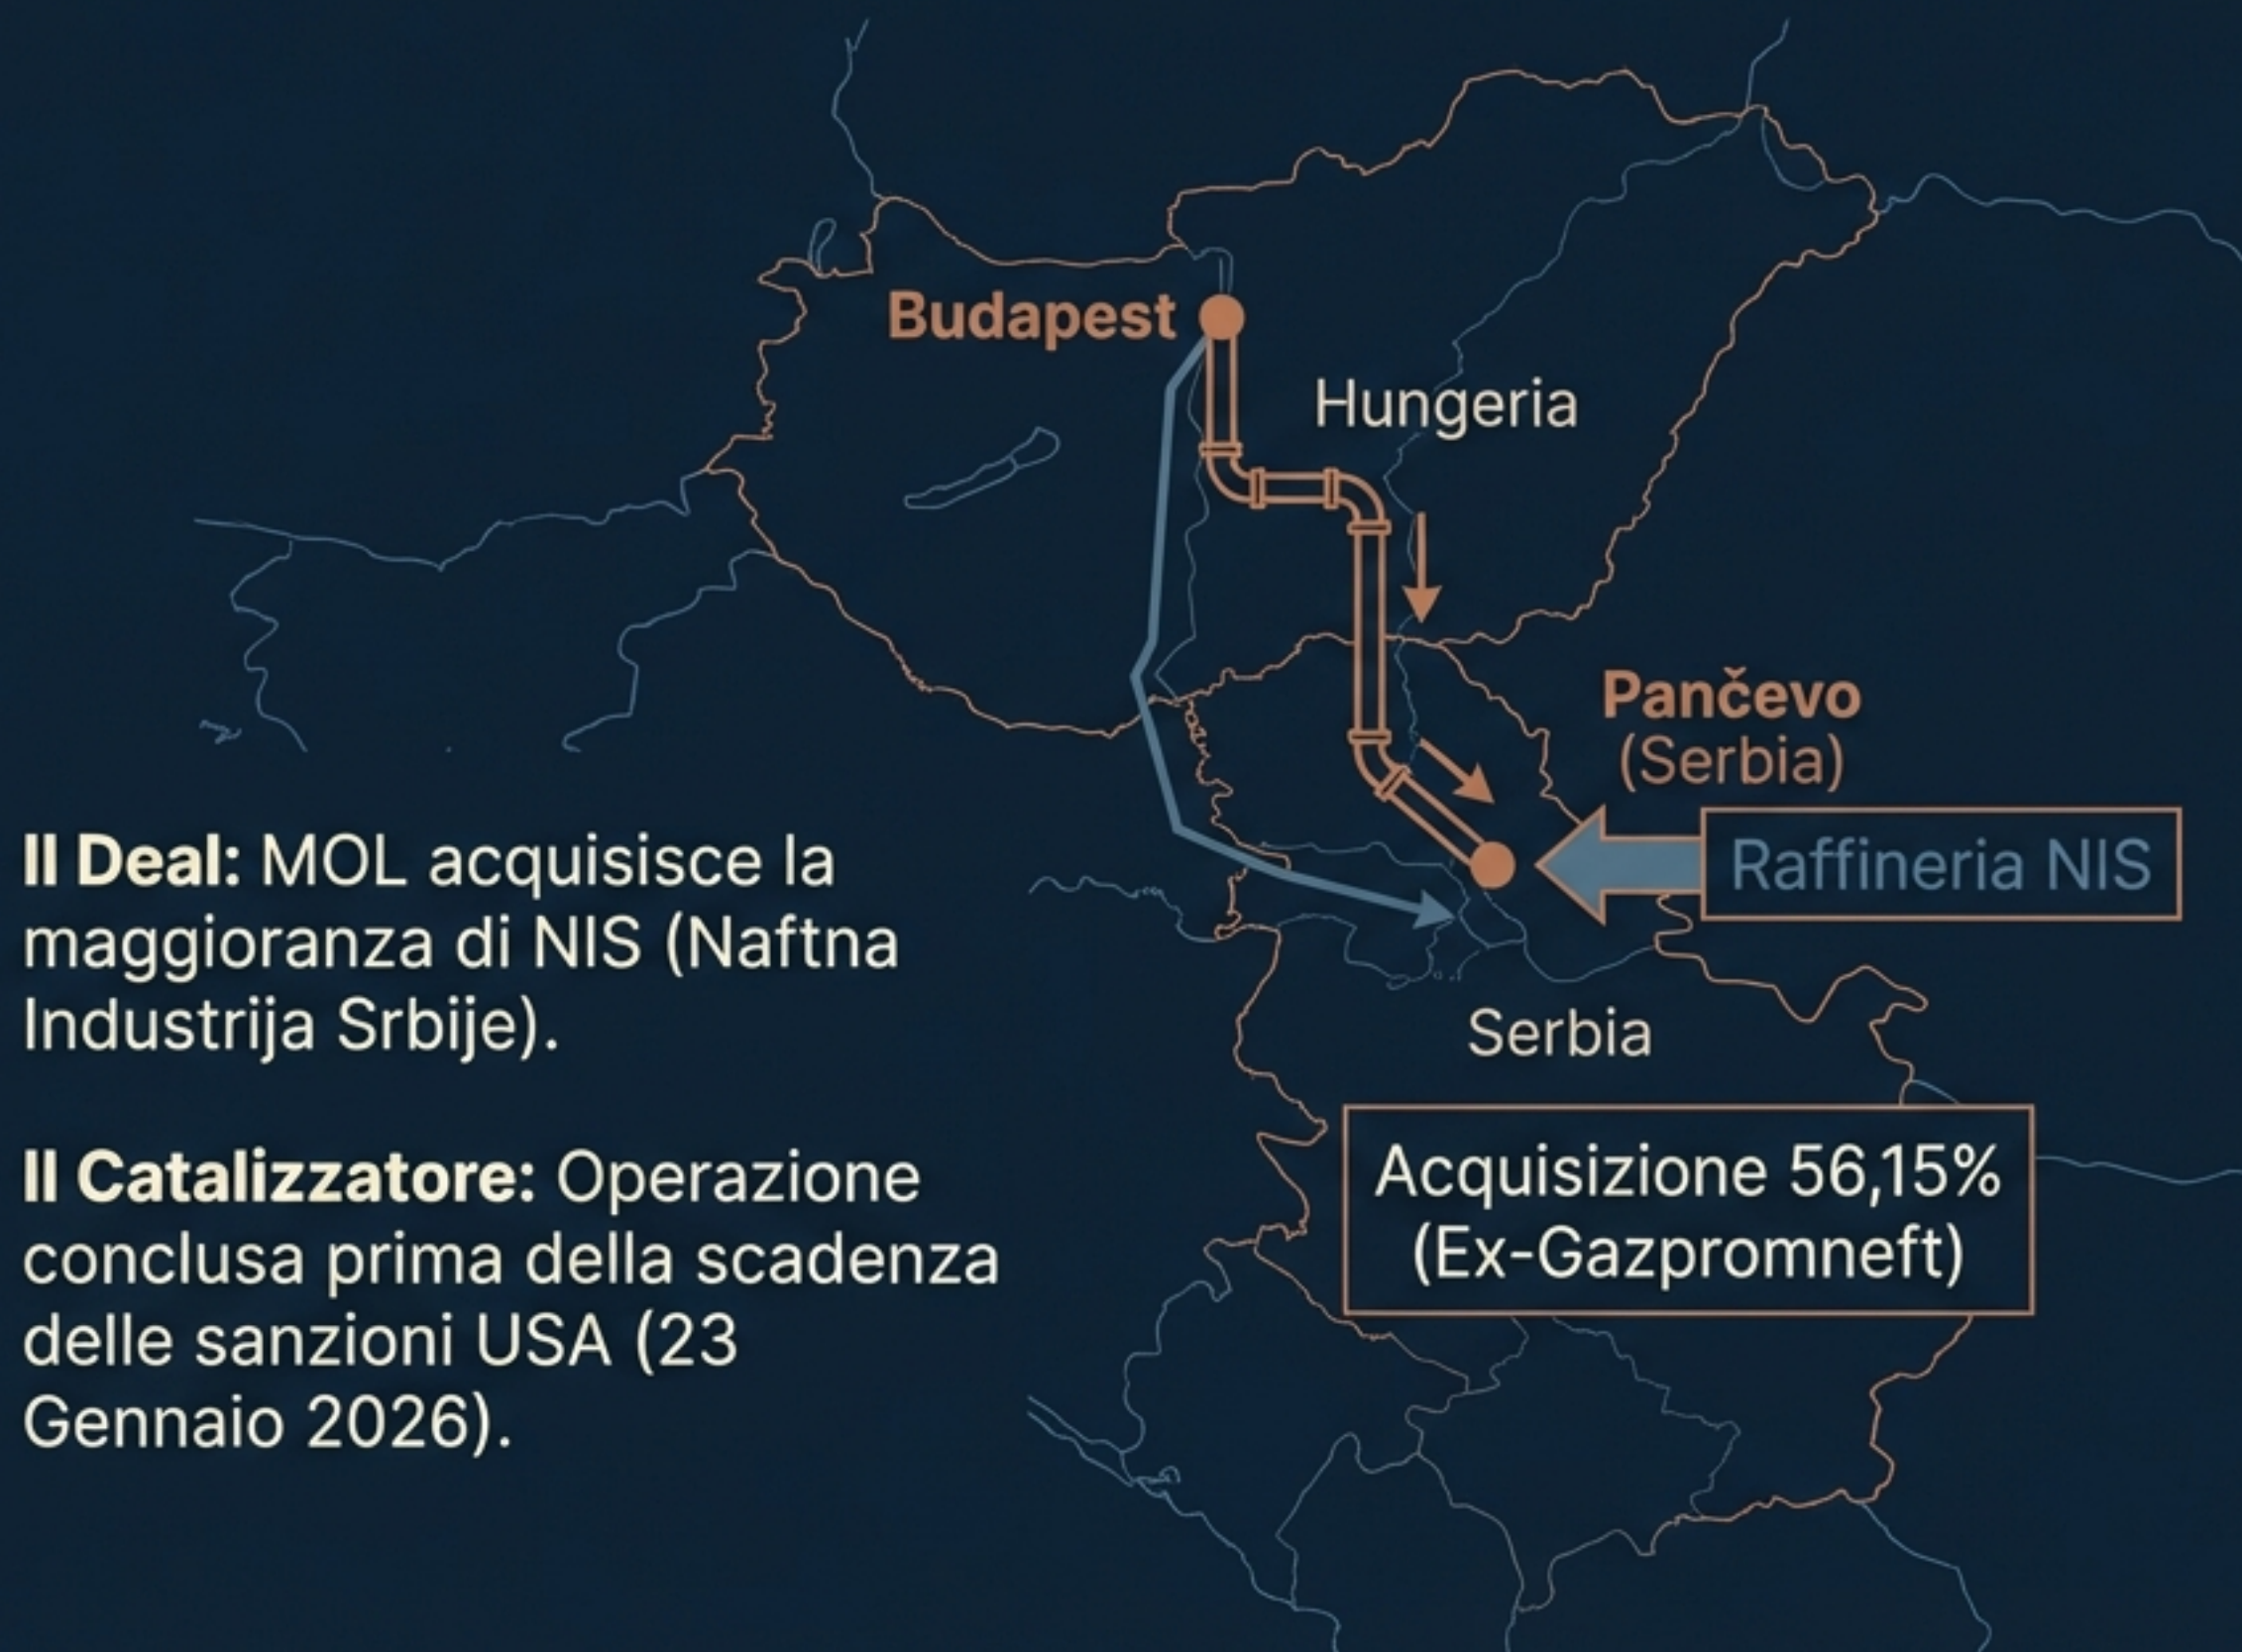 Budapest
Hungeria
Pančevo
(Serbia)
Raffineria NIS
Il Deal: MOL acquisisce la
maggioranza di NIS (Naftna
Industrija Srbije).
Serbia
Acquisizione 56,15%
(Ex-Gazpromneft)
Il Catalizzatore: Operazione
conclusa prima della scadenza
delle sanzioni USA (23
Gennaio 2026).